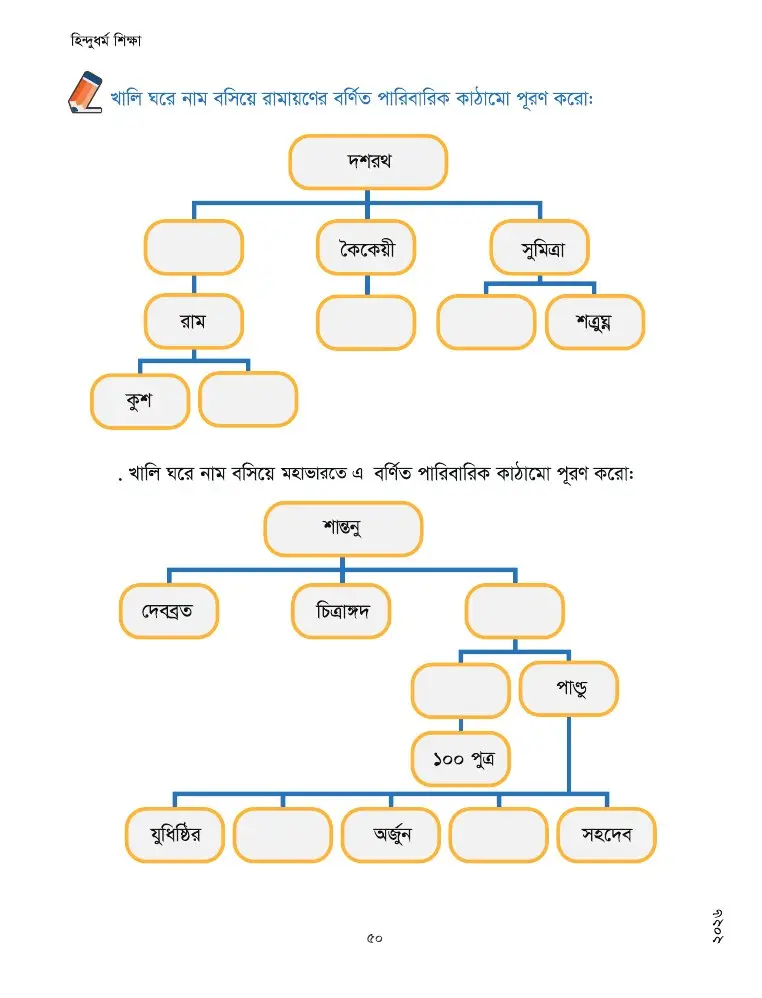 হিন্দুধর্ম শিক্ষা
খালি ঘরে নাম বসিয়ে রামায়ণের বর্ণিত পারিবারিক কাঠামো পূরণ করো:
দশরথ
কৈকেয়ী
সুমিত্রা
রাম
শত্রুঘ্ন
কুশ
. খালি ঘরে নাম বসিয়ে মহাভারতে এ বর্ণিত পারিবারিক কাঠামো পূরণ করো:
শান্তনু
দেবব্রত
চিত্রাঙ্গদ
পাণ্ডু
১০০ পুত্র
যুধিষ্ঠির
অর্জুন
সহদেব
৫০
২০২৬